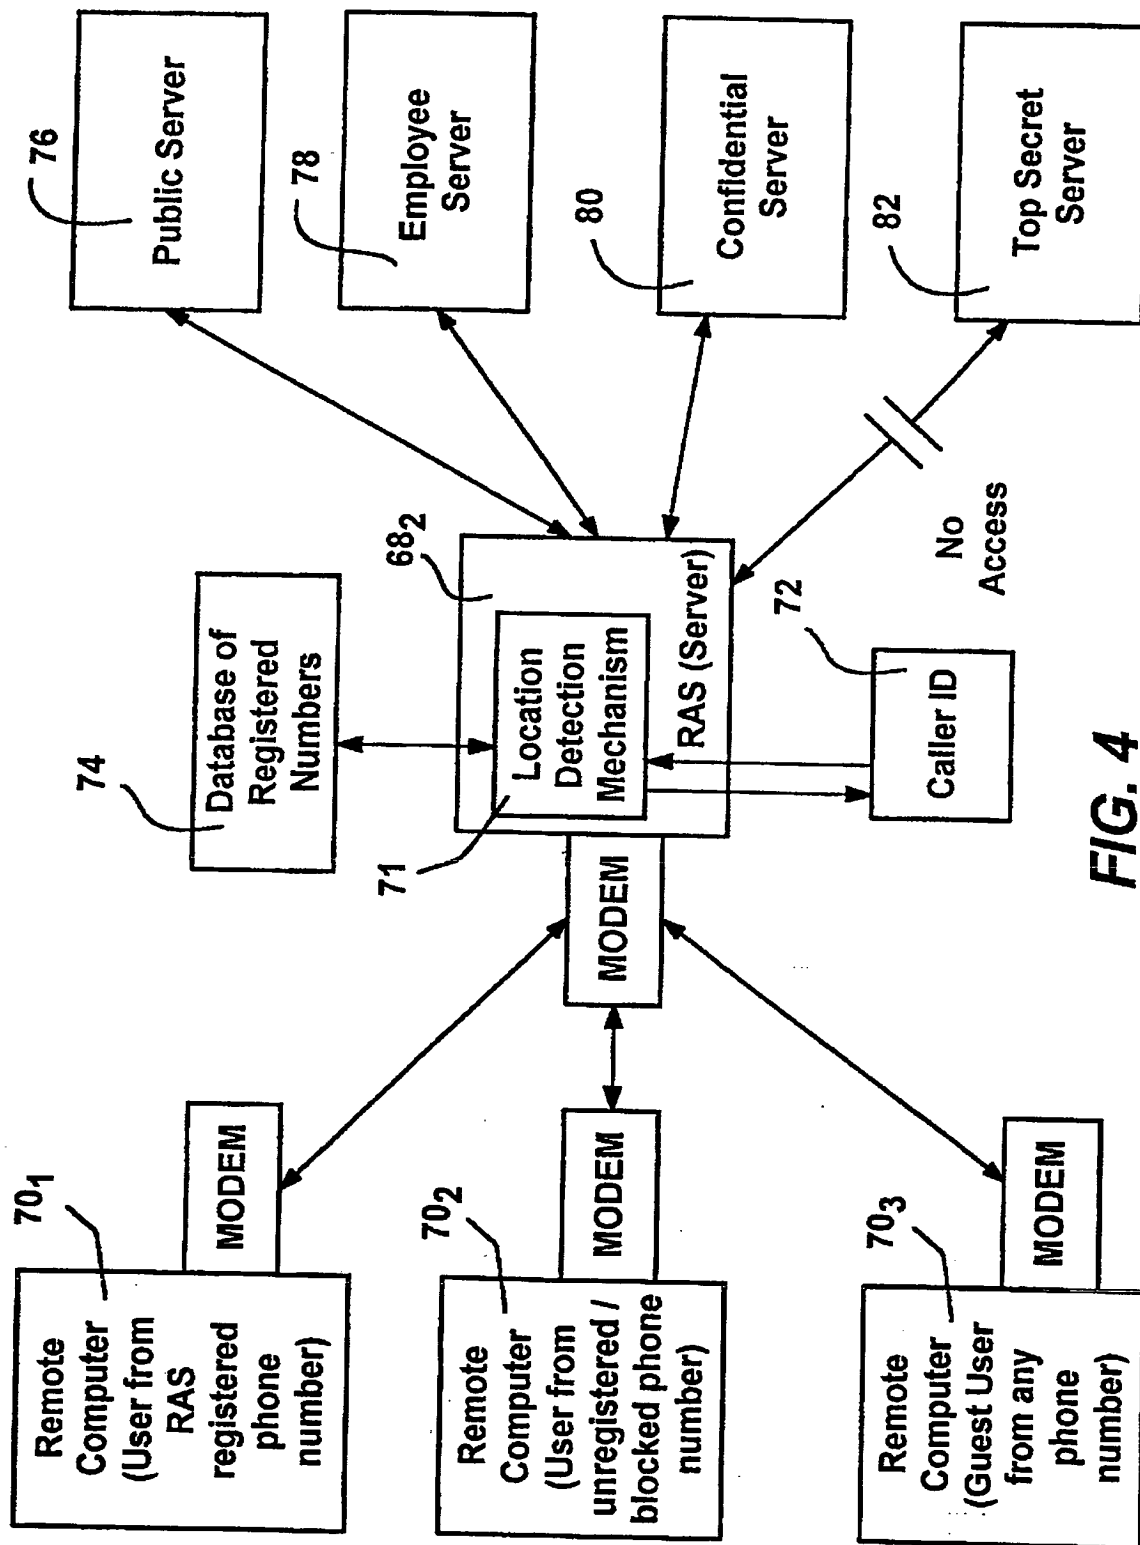 70₁
Remote
Computer
(User from
RAS
registered
phone
number)
MODEM
70₂
Remote
Computer
(User from
unregistered /
blocked phone
number)
MODEM
70₃
Remote
Computer
(Guest User
from any
phone
number)
MODEM
74
Database of
Registered
Numbers
68₂
71
Location
Detection
Mechanism
RAS (Server)
MODEM
72
Caller ID
76
Public Server
78
Employee
Server
80
Confidential
Server
82
Top Secret
Server
No
Access
FIG. 4